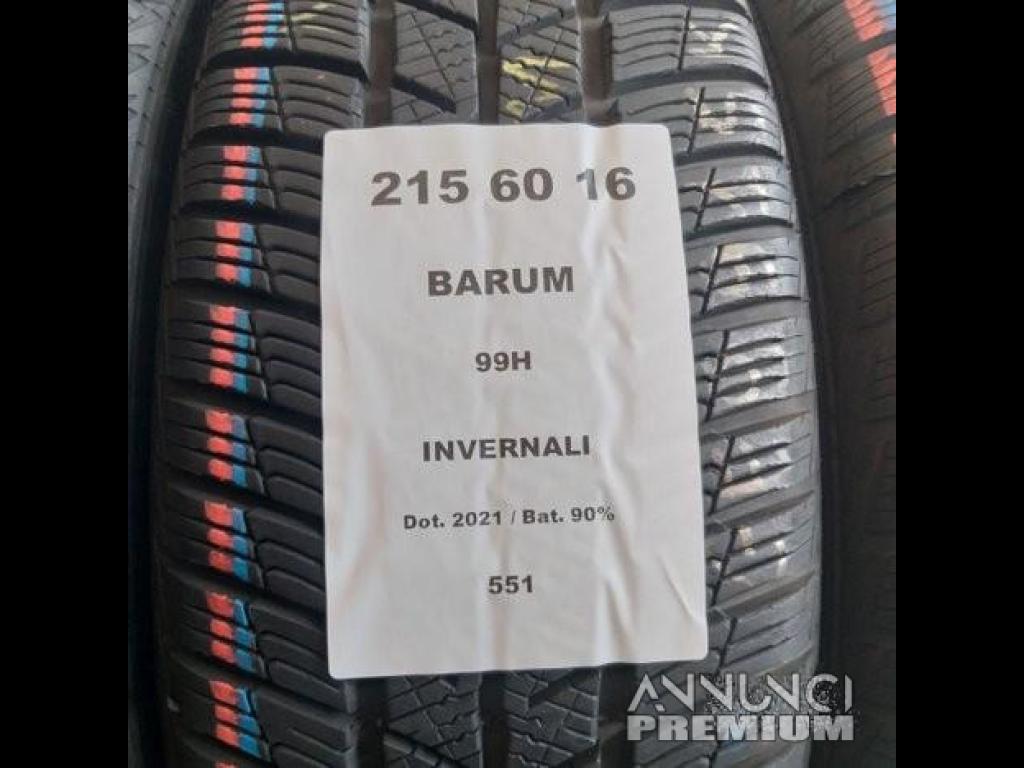 215 60 16
BARUM
99H
INVERNALI
Dot. 2021 / Bat. 90%
551
ANNUNCI
PREMIUM